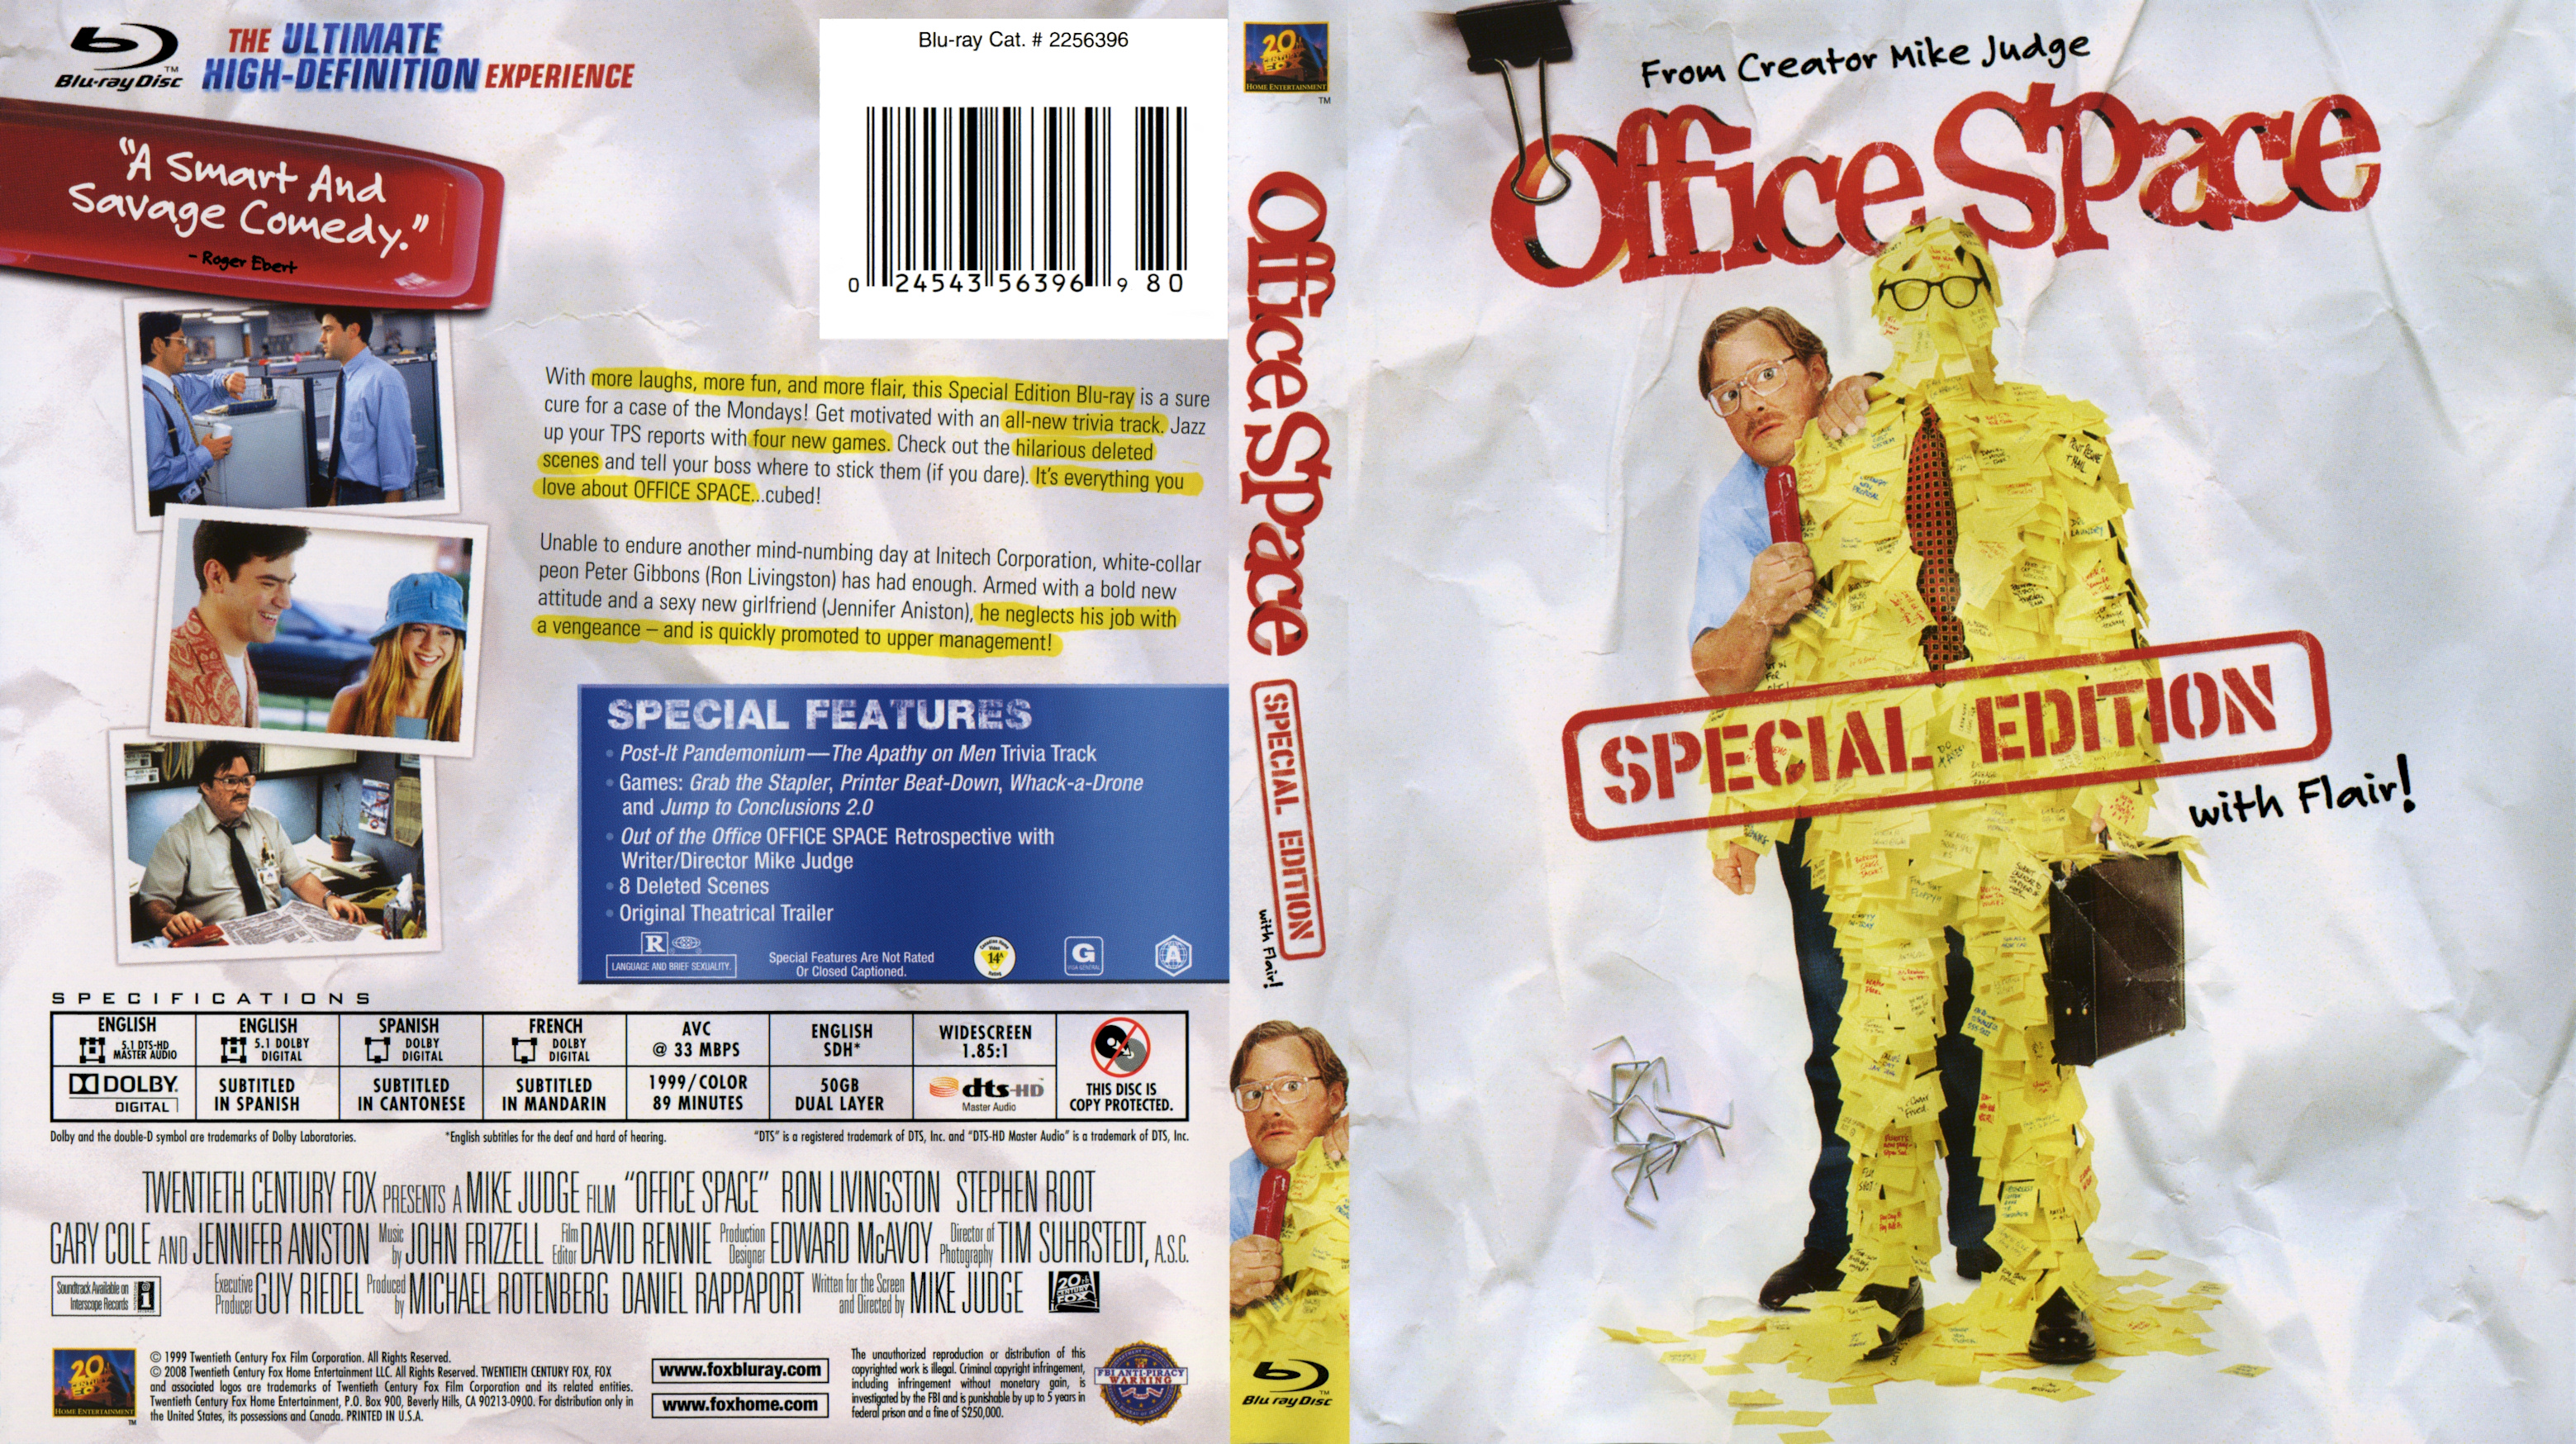 Blu-ray Disc™
THE ULTIMATE
HIGH-DEFINITION EXPERIENCE
"A Smart And
Savage Comedy."
- Roger Ebert
Blu-ray Cat. # 2256396
0 24543 56396 9 80
With more laughs, more fun, and more flair, this Special Edition Blu-ray is a sure
cure for a case of the Mondays! Get motivated with an all-new trivia track. Jazz
up your TPS reports with four new games. Check out the hilarious deleted
scenes and tell your boss where to stick them (if you dare). It's everything you
love about OFFICE SPACE...cubed!
Unable to endure another mind-numbing day at Initech Corporation, white-collar
peon Peter Gibbons (Ron Livingston) has had enough. Armed with a bold new
attitude and a sexy new girlfriend (Jennifer Aniston), he neglects his job with
a vengeance – and is quickly promoted to upper management!
SPECIAL FEATURES
• Post-It Pandemonium—The Apathy on Men Trivia Track
• Games: Grab the Stapler, Printer Beat-Down, Whack-a-Drone
and Jump to Conclusions 2.0
• Out of the Office OFFICE SPACE Retrospective with
Writer/Director Mike Judge
• 8 Deleted Scenes
• Original Theatrical Trailer
R
LANGUAGE AND BRIEF SEXUALITY.
Special Features Are Not Rated
Or Closed Captioned.
Canadian Home Video Ratings
14A
G
VISA GENERAL
A
SPECIFICATIONS
ENGLISH
5.1 DTS-HD
MASTER AUDIO
ENGLISH
5.1 DOLBY
DIGITAL
SPANISH
DOLBY
DIGITAL
FRENCH
DOLBY
DIGITAL
AVC
@ 33 MBPS
ENGLISH
SDH*
WIDESCREEN
1.85:1
DOLBY
DIGITAL
SUBTITLED
IN SPANISH
SUBTITLED
IN CANTONESE
SUBTITLED
IN MANDARIN
1999/COLOR
89 MINUTES
50GB
DUAL LAYER
dts-HD
Master Audio
THIS DISC IS
COPY PROTECTED.
Dolby and the double-D symbol are trademarks of Dolby Laboratories.
*English subtitles for the deaf and hard of hearing.
"DTS" is a registered trademark of DTS, Inc. and "DTS-HD Master Audio" is a trademark of DTS, Inc.
TWENTIETH CENTURY FOX PRESENTS A MIKE JUDGE FILM "OFFICE SPACE" RON LIVINGSTON STEPHEN ROOT
GARY COLE AND JENNIFER ANISTON Music by JOHN FRIZZELL Film Editor DAVID RENNIE Production Designer EDWARD McAVOY Director of Photography TIM SUHRSTEDT, A.S.C.
Soundtrack Available on
Interscope Records
Executive Producer GUY RIEDEL Produced by MICHAEL ROTENBERG DANIEL RAPPAPORT Written for the Screen and Directed by MIKE JUDGE
20th CENTURY FOX
20th CENTURY FOX
HOME ENTERTAINMENT
TM
© 1999 Twentieth Century Fox Film Corporation. All Rights Reserved.
© 2008 Twentieth Century Fox Home Entertainment LLC. All Rights Reserved. TWENTIETH CENTURY FOX, FOX
and associated logos are trademarks of Twentieth Century Fox Film Corporation and its related entities.
Twentieth Century Fox Home Entertainment, P.O. Box 900, Beverly Hills, CA 90213-0900. For distribution only in
the United States, its possessions and Canada. PRINTED IN U.S.A.
www.foxbluray.com
www.foxhome.com
The unauthorized reproduction or distribution of this
copyrighted work is illegal. Criminal copyright infringement,
including infringement without monetary gain, is
investigated by the FBI and is punishable by up to 5 years in
federal prison and a fine of $250,000.
FBI ANTI-PIRACY
WARNING
20th CENTURY FOX
HOME ENTERTAINMENT
TM
Office Space
SPECIAL EDITION
with Flair!
Blu-ray Disc™
From Creator Mike Judge
Office Space
SPECIAL EDITION
with Flair!